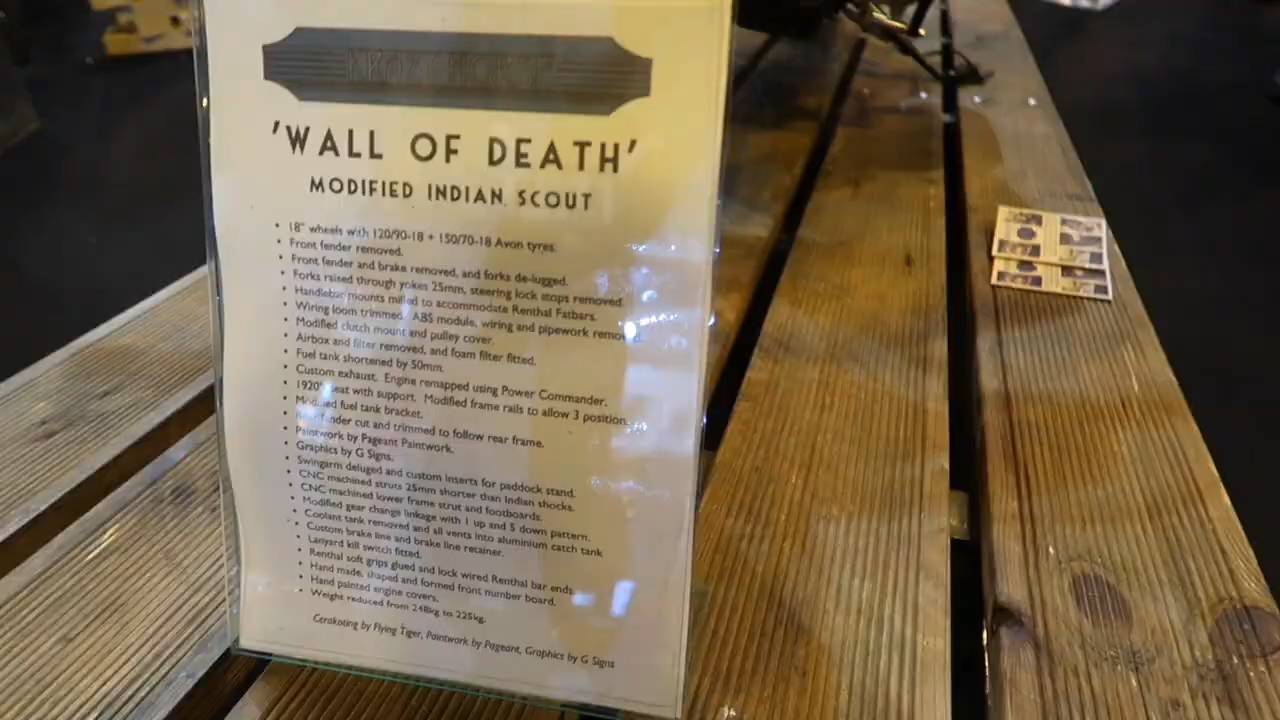 'WALL OF DEATH'
MODIFIED INDIAN SCOUT
• 18" wheels with 120/90-18 + 150/70-18 Avon tyres.
• Front fender removed.
• Front fender and brake removed, and forks de-lugged.
• Forks raised through yokes 25mm, steering lock stops removed.
• Handlebar mounts milled to accommodate Renthal Fatbars.
• Wiring loom trimmed. ABS module, wiring and pipework removed.
• Modified clutch mount and pulley cover.
• Airbox and filter removed, and foam filter fitted.
• Fuel tank shortened by 50mm.
• Custom exhaust. Engine remapped using Power Commander.
• 1920's seat with support. Modified frame rails to allow 3 position.
• Modified fuel tank bracket.
• Rear fender cut and trimmed to follow rear frame.
• Paintwork by Pageant Paintwork.
• Graphics by G Signs.
• Swingarm deluged and custom inserts for paddock stand.
• CNC machined struts 25mm shorter than Indian shocks.
• CNC machined lower frame strut and footboards.
• Modified gear change linkage with 1 up and 5 down pattern.
• Coolant tank removed and all vents into aluminium catch tank
• Custom brake line and brake line retainer.
• Lanyard kill switch fitted.
• Renthal soft grips glued and lock wired Renthal bar ends.
• Hand made, shaped and formed front number board.
• Hand painted engine covers.
• Weight reduced from 248kg to 225kg.
Cerakoting by Flying Tiger, Paintwork by Pageant, Graphics by G Signs